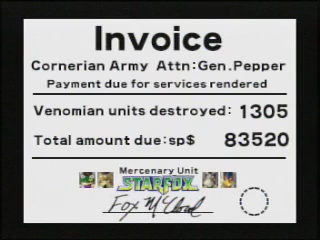 Invoice
Cornerian Army Attn:Gen.Pepper
Payment due for services rendered
Venomian units destroyed: 1305
Total amount due:sp$ 83520
Mercenary Unit
STARFOX
Fox McCloud